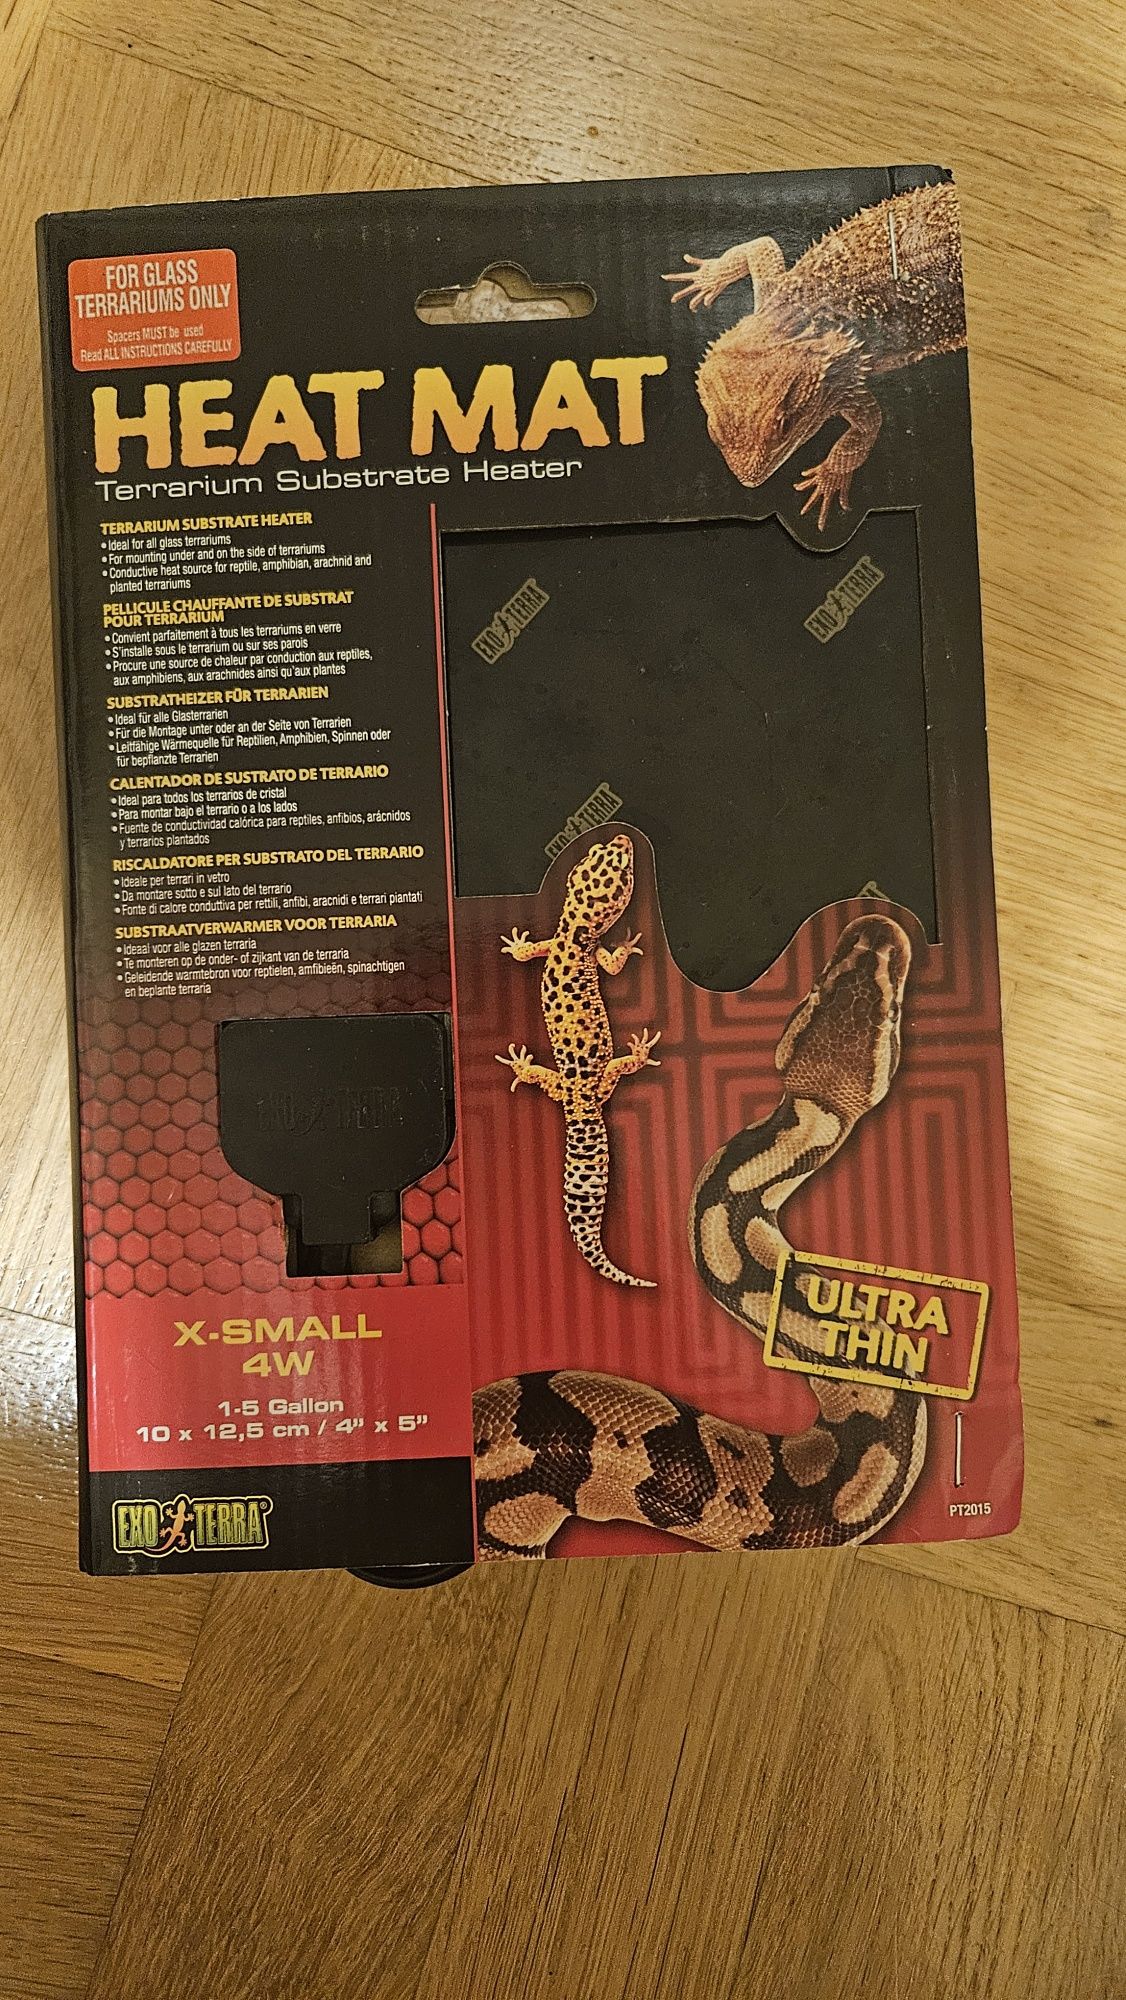 FOR GLASS
TERRARIUMS ONLY
Spacers MUST be used
Read ALL INSTRUCTIONS CAREFULLY
HEAT MAT
Terrarium Substrate Heater
TERRARIUM SUBSTRATE HEATER
• Ideal for all glass terrariums
• For mounting under and on the side of terrariums
• Conductive heat source for reptile, amphibian, arachnid and
planted terrariums
PELLICULE CHAUFFANTE DE SUBSTRAT
POUR TERRARIUM
• Convient parfaitement à tous les terrariums en verre
• S'installe sous le terrarium ou sur ses parois
• Procure une source de chaleur par conduction aux reptiles,
aux amphibiens, aux arachnides ainsi qu'aux plantes
SUBSTRATHEIZER FÜR TERRARIEN
• Ideal für alle Glasterrarien
• Für die Montage unter oder an der Seite von Terrarien
• Leitfähige Wärmequelle für Reptilien, Amphibien, Spinnen oder
für bepflanzte Terrarien
CALENTADOR DE SUSTRATO DE TERRARIO
• Ideal para todos los terrarios de cristal
• Para montar bajo el terrario o a los lados
• Fuente de conductividad calórica para reptiles, anfibios, arácnidos
y terrarios plantados
RISCALDATORE PER SUBSTRATO DEL TERRARIO
• Ideale per terrari in vetro
• Da montare sotto e sul lato del terrario
• Fonte di calore conduttiva per rettili, anfibi, aracnidi e terrari piantati
SUBSTRAATVERWARMER VOOR TERRARIA
• Ideaal voor alle glazen terraria
• Te monteren op de onder- of zijkant van de terraria
• Geleidende warmtebron voor reptielen, amfibieën, spinachtigen
en beplante terraria
EXO TERRA
EXO TERRA
EXO TERRA
EXO TERRA
X-SMALL
4W
1-5 Gallon
10 x 12,5 cm / 4" x 5"
ULTRA
THIN
EXO TERRA®
PT2015